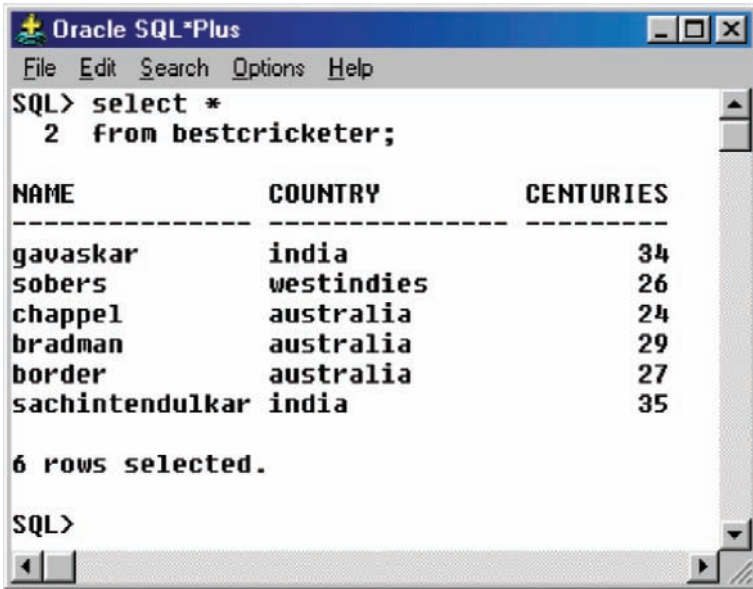 Oracle SQL*Plus
File Edit Search Options Help
SQL> select *
2 from bestcricketer;
NAME COUNTRY CENTURIES
--------------- --------------- ---------
gavaskar india 34
sobers westindies 26
chappel australia 24
bradman australia 29
border australia 27
sachintendulkar india 35
6 rows selected.
SQL>